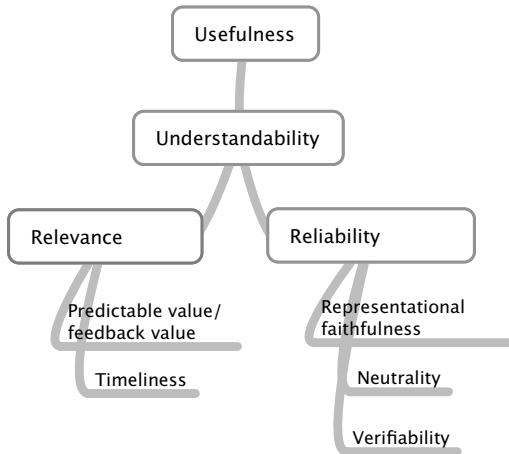 Usefulness
Understandability
Relevance
Reliability
Predictable value/
feedback value
Timeliness
Representational
faithfulness
Neutrality
Verifiability